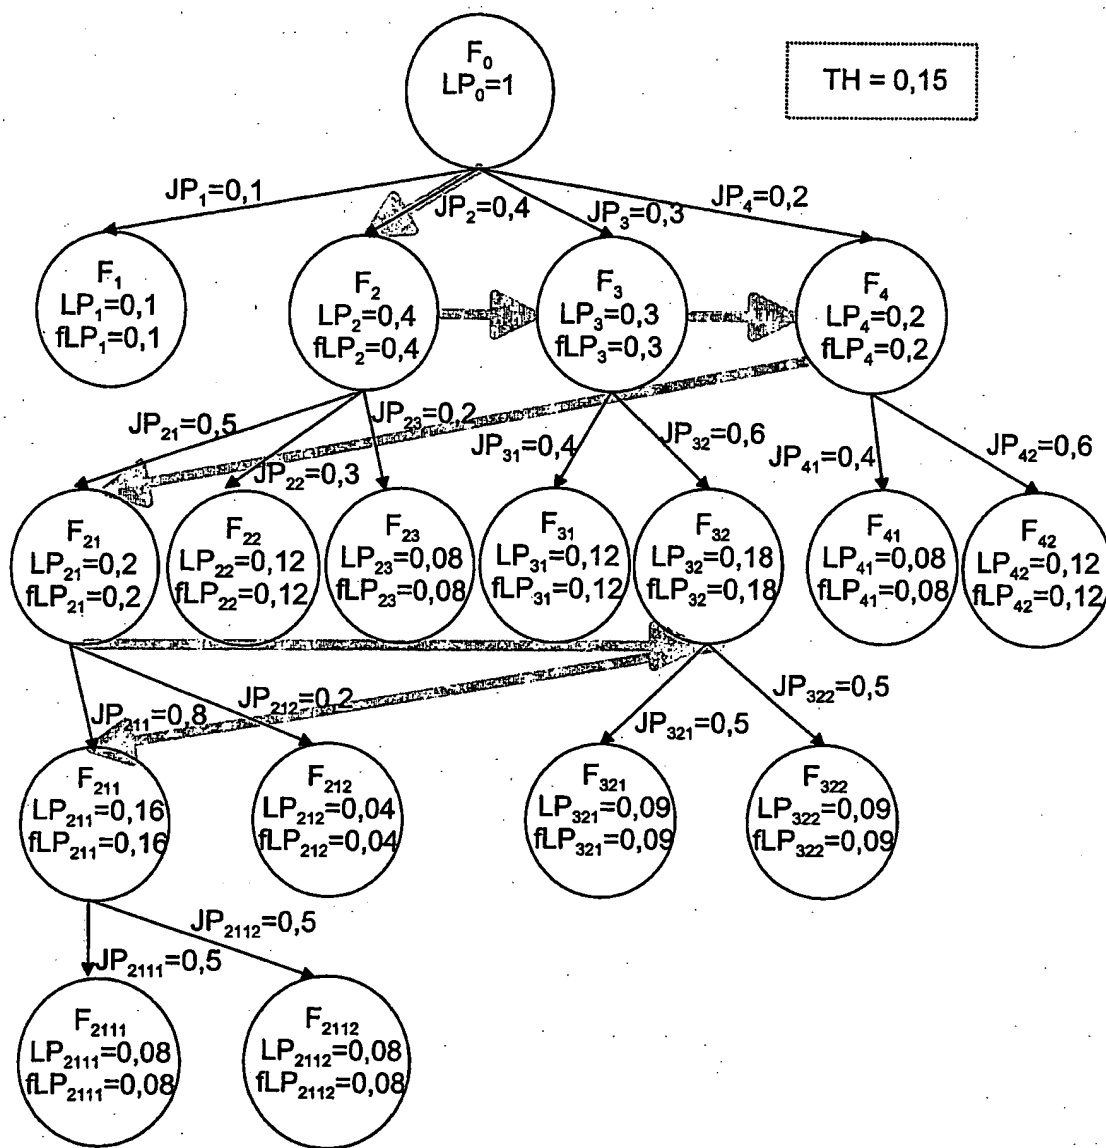 F₀
LP₀=1
TH = 0,15
JP₁=0,1
JP₂=0,4
JP₃=0,3
JP₄=0,2
F₁
LP₁=0,1
fLP₁=0,1
F₂
LP₂=0,4
fLP₂=0,4
F₃
LP₃=0,3
fLP₃=0,3
F₄
LP₄=0,2
fLP₄=0,2
JP₂₁=0,5
JP₂₂=0,3
JP₂₃=0,2
JP₃₁=0,4
JP₃₂=0,6
JP₄₁=0,4
JP₄₂=0,6
F₂₁
LP₂₁=0,2
fLP₂₁=0,2
F₂₂
LP₂₂=0,12
fLP₂₂=0,12
F₂₃
LP₂₃=0,08
fLP₂₃=0,08
F₃₁
LP₃₁=0,12
fLP₃₁=0,12
F₃₂
LP₃₂=0,18
fLP₃₂=0,18
F₄₁
LP₄₁=0,08
fLP₄₁=0,08
F₄₂
LP₄₂=0,12
fLP₄₂=0,12
JP₂₁₁=0,8
JP₂₁₂=0,2
JP₃₂₁=0,5
JP₃₂₂=0,5
F₂₁₁
LP₂₁₁=0,16
fLP₂₁₁=0,16
F₂₁₂
LP₂₁₂=0,04
fLP₂₁₂=0,04
F₃₂₁
LP₃₂₁=0,09
fLP₃₂₁=0,09
F₃₂₂
LP₃₂₂=0,09
fLP₃₂₂=0,09
JP₂₁₁₁=0,5
JP₂₁₁₂=0,5
F₂₁₁₁
LP₂₁₁₁=0,08
fLP₂₁₁₁=0,08
F₂₁₁₂
LP₂₁₁₂=0,08
fLP₂₁₁₂=0,08